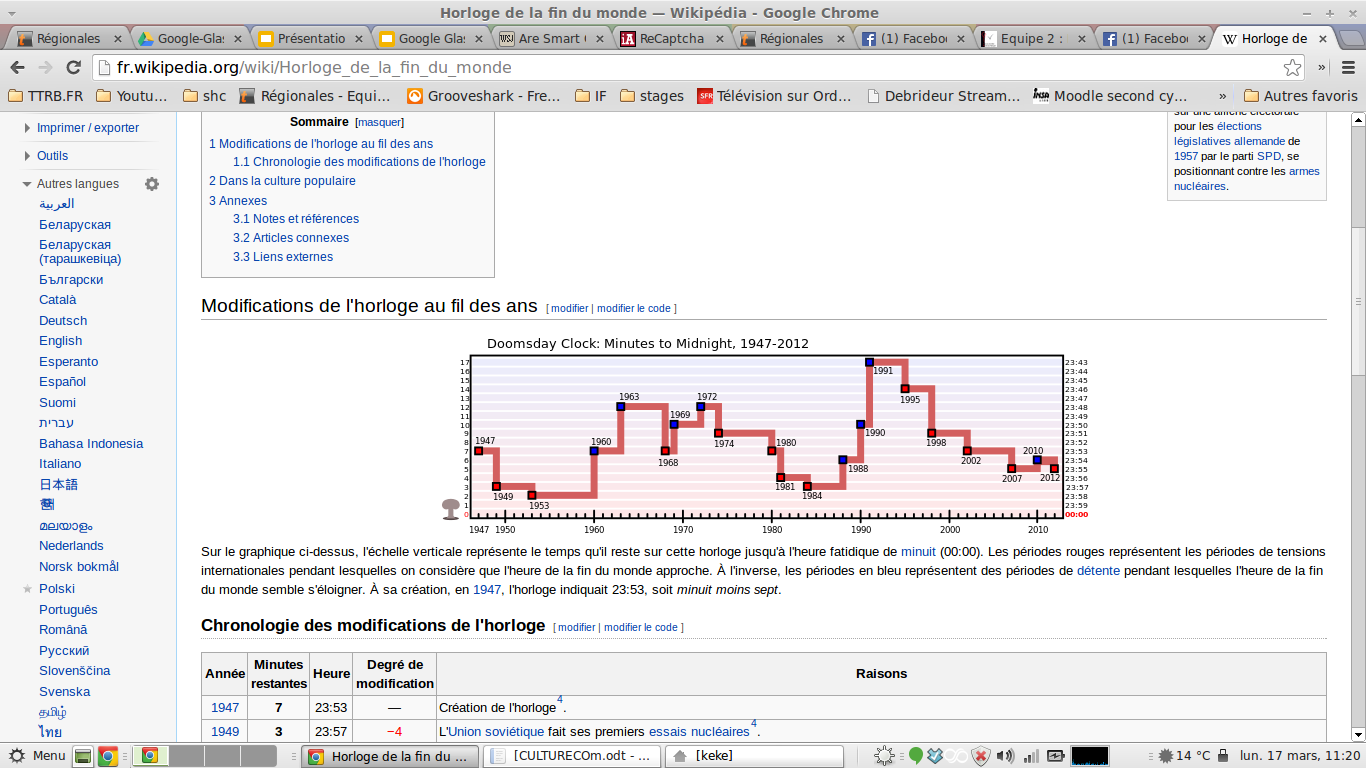 Horloge de la fin du monde — Wikipédia - Google Chrome
Régionales
Google-Glas
Présentatio
Google Glas
Are Smart
ReCaptcha
Régionales
(1) Facebo
Equipe 2 :
(1) Facebo
Horloge de
fr.wikipedia.org/wiki/Horloge_de_la_fin_du_monde
TTRB.FR
Youtu...
shc
Régionales - Equi...
Grooveshark - Fre...
IF
stages
Télévision sur Ord...
Debrideur Stream...
Moodle second cy...
»
Autres favoris
Imprimer / exporter
Outils
Autres langues
العربية
Беларуская
Беларуская
(тарашкевіца)
Български
Català
Deutsch
English
Esperanto
Español
Suomi
עברית
Bahasa Indonesia
Italiano
日本語
മലയാളം
Nederlands
Norsk bokmål
Polski
Português
Română
Русский
Slovenščina
Svenska
தமிழ்
ไทย
Sommaire [masquer]
1 Modifications de l'horloge au fil des ans
1.1 Chronologie des modifications de l'horloge
2 Dans la culture populaire
3 Annexes
3.1 Notes et références
3.2 Articles connexes
3.3 Liens externes
sur une affiche électorale
pour les élections
législatives allemande de
1957 par le parti SPD, se
positionnant contre les armes
nucléaires.
Modifications de l'horloge au fil des ans [ modifier | modifier le code ]
Doomsday Clock: Minutes to Midnight, 1947-2012
17
16
15
14
13
12
11
10
9
8
7
6
5
4
3
2
1
0
1947
1949
1953
1960
1963
1968
1969
1972
1974
1980
1981
1984
1988
1990
1991
1995
1998
2002
2007
2010
2012
23:43
23:44
23:45
23:46
23:47
23:48
23:49
23:50
23:51
23:52
23:53
23:54
23:55
23:56
23:57
23:58
23:59
00:00
1947 1950 1960 1970 1980 1990 2000 2010
Sur le graphique ci-dessus, l'échelle verticale représente le temps qu'il reste sur cette horloge jusqu'à l'heure fatidique de minuit (00:00). Les périodes rouges représentent les périodes de tensions
internationales pendant lesquelles on considère que l'heure de la fin du monde approche. À l'inverse, les périodes en bleu représentent des périodes de détente pendant lesquelles l'heure de la fin
du monde semble s'éloigner. À sa création, en 1947, l'horloge indiquait 23:53, soit minuit moins sept.
Chronologie des modifications de l'horloge [ modifier | modifier le code ]
Année Minutes restantes Heure Degré de modification Raisons
1947 7 23:53 — Création de l'horloge4.
1949 3 23:57 −4 L'Union soviétique fait ses premiers essais nucléaires4.
Menu
Horloge de la fin du ...
[CULTURECOm.odt - ...
[keke]
14 °C
lun. 17 mars, 11:20